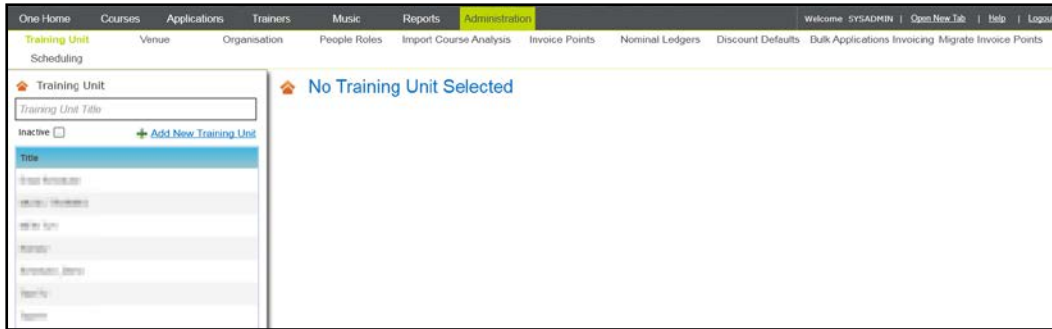 One Home Courses Applications Trainers Music Reports Administration Welcome SYSADMIN | Open New Tab | Help | Logout
Training Unit Venue Organisation People Roles Import Course Analysis Invoice Points Nominal Ledgers Discount Defaults Bulk Applications Invoicing Migrate Invoice Points
Scheduling
Training Unit
No Training Unit Selected
Training Unit Title
Inactive Add New Training Unit
Title